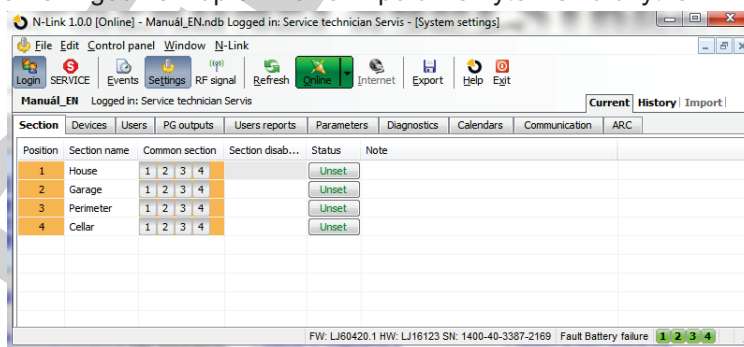 N-Link 1.0.0 [Online] - Manuál_EN.ndb Logged in: Service technician Servis - [System settings]
File Edit Control panel Window N-Link
Login SERVICE Events Settings RF signal Refresh Online Internet Export Help Exit
Manuál_EN Logged in: Service technician Servis Current History Import
Section Devices Users PG outputs Users reports Parameters Diagnostics Calendars Communication ARC
Position Section name Common section Section disab... Status Note
1 House 1 2 3 4 Unset
2 Garage 1 2 3 4 Unset
3 Perimeter 1 2 3 4 Unset
4 Cellar 1 2 3 4 Unset
FW: LJ60420.1 HW: LJ16123 SN: 1400-40-3387-2169 Fault Battery failure 1 2 3 4